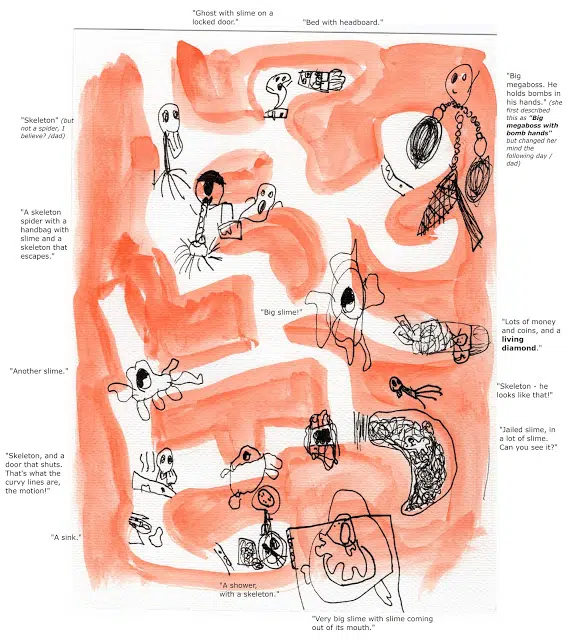 "Ghost with slime on a
locked door."
"Bed with headboard."
"Skeleton" (but
not a spider, I
believe? /dad)
"Big
megaboss. He
holds bombs in
his hands." (she
first described
this as "Big
megaboss with
bomb hands"
but changed her
mind the
following day /
dad)
"A skeleton
spider with a
handbag with
slime and a
skeleton that
escapes."
"Big slime!"
"Lots of money
and coins, and a
living
diamond."
"Another slime."
"Skeleton - he
looks like that!"
"Jailed slime, in
a lot of slime.
Can you see it?"
"Skeleton, and a
door that shuts.
That's what the
curvy lines are,
the motion!"
"A sink."
"A shower,
with a skeleton."
"Very big slime with slime coming
out of its mouth."